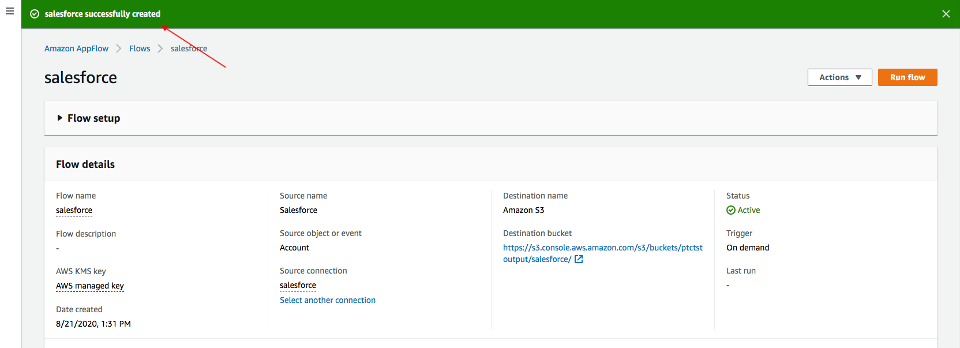 salesforce successfully created
Amazon AppFlow > Flows > salesforce
salesforce
Actions
Run flow
Flow setup
Flow details
Flow name
salesforce
Flow description
-
AWS KMS key
AWS managed key
Date created
8/21/2020, 1:31 PM
Source name
Salesforce
Source object or event
Account
Source connection
salesforce
Select another connection
Destination name
Amazon S3
Destination bucket
https://s3.console.aws.amazon.com/s3/buckets/ptctst
output/salesforce/
Status
Active
Trigger
On demand
Last run
-